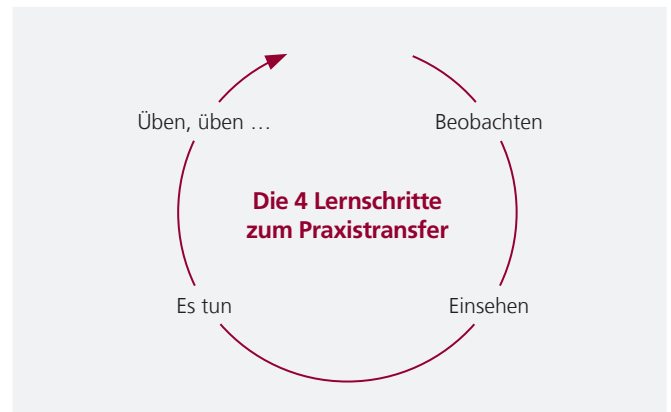 Üben, üben …
Beobachten
Die 4 Lernschritte
zum Praxistransfer
Es tun
Einsehen